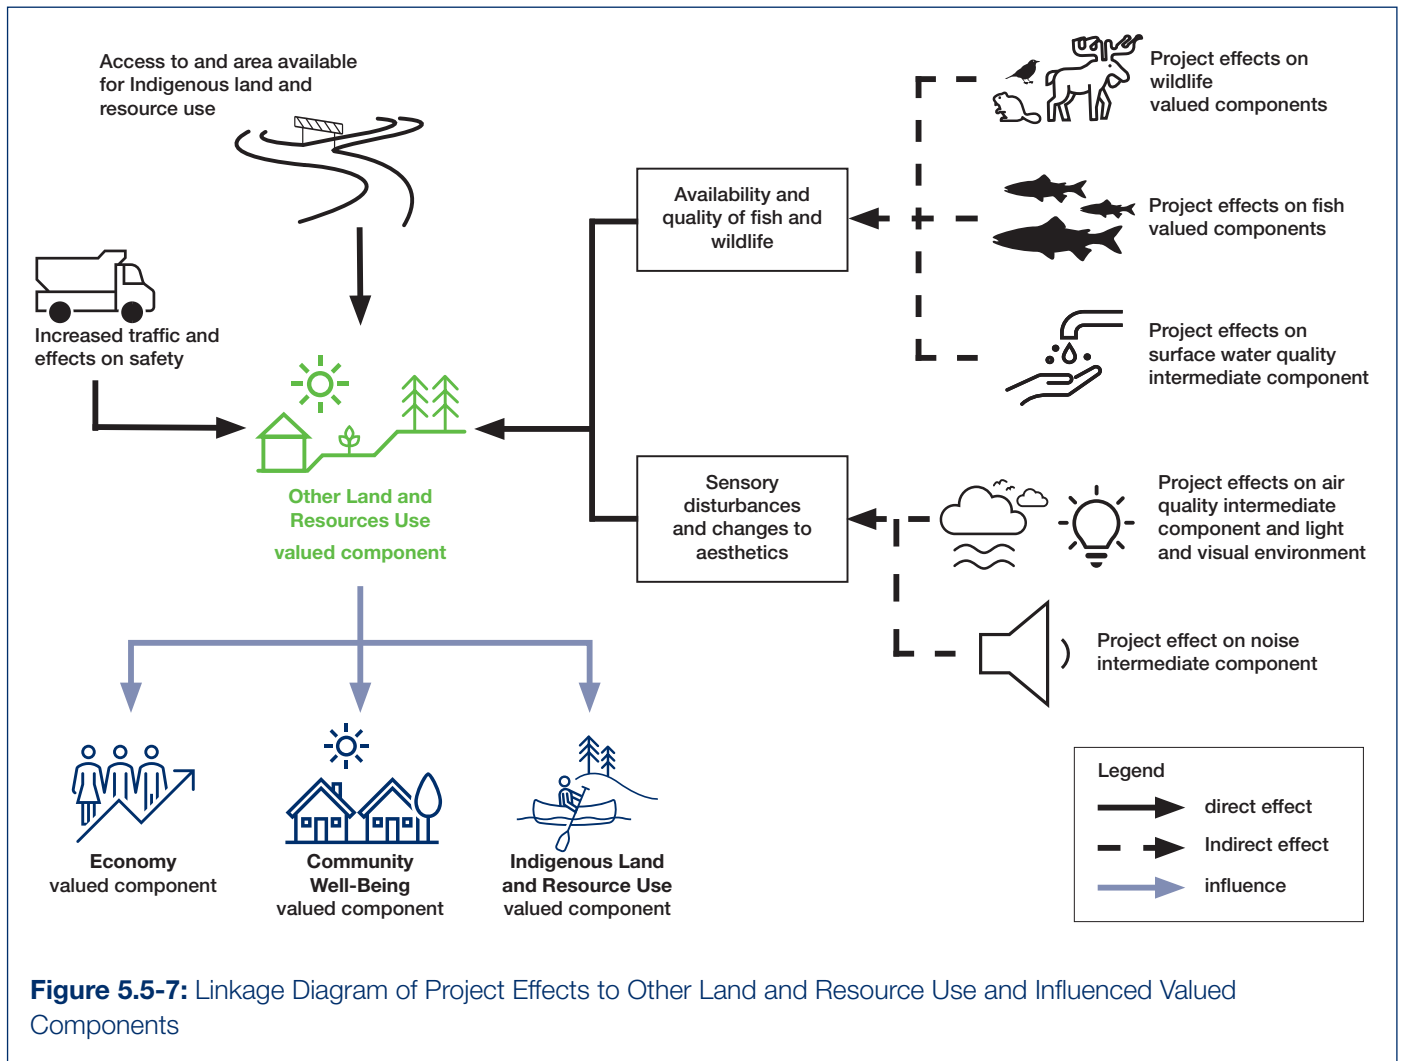 Access to and area available
for Indigenous land and
resource use
Increased traffic and
effects on safety
Other Land and
Resources Use
valued component
Availability and
quality of fish and
wildlife
Sensory
disturbances
and changes to
aesthetics
Project effects on
wildlife
valued components
Project effects on fish
valued components
Project effects on
surface water quality
intermediate component
Project effects on air
quality intermediate
component and light
and visual environment
Project effect on noise
intermediate component
Economy
valued component
Community
Well-Being
valued component
Indigenous Land
and Resource Use
valued component
Legend
direct effect
Indirect effect
influence
Figure 5.5-7: Linkage Diagram of Project Effects to Other Land and Resource Use and Influenced Valued
Components